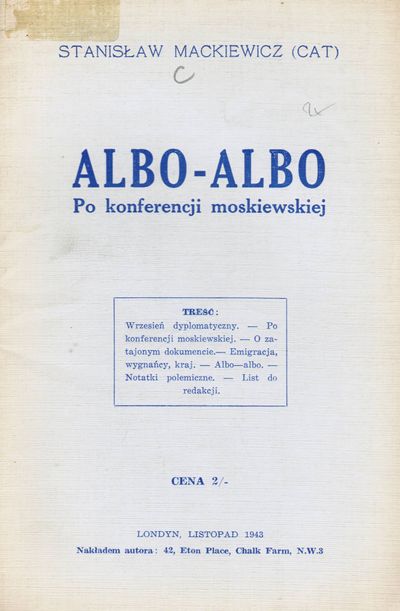 STANISŁAW MACKIEWICZ (CAT)
C
2x
ALBO-ALBO
Po konferencji moskiewskiej
TREŚĆ:
Wrzesień dyplomatyczny. — Po
konferencji moskiewskiej. — O za-
tajonym dokumencie.— Emigracja,
wygnańcy, kraj. — Albo—albo. —
Notatki polemiczne. — List do
redakcji.
CENA 2/-
LONDYN, LISTOPAD 1943
Nakładem autora: 42, Eton Place, Chalk Farm, N.W.3